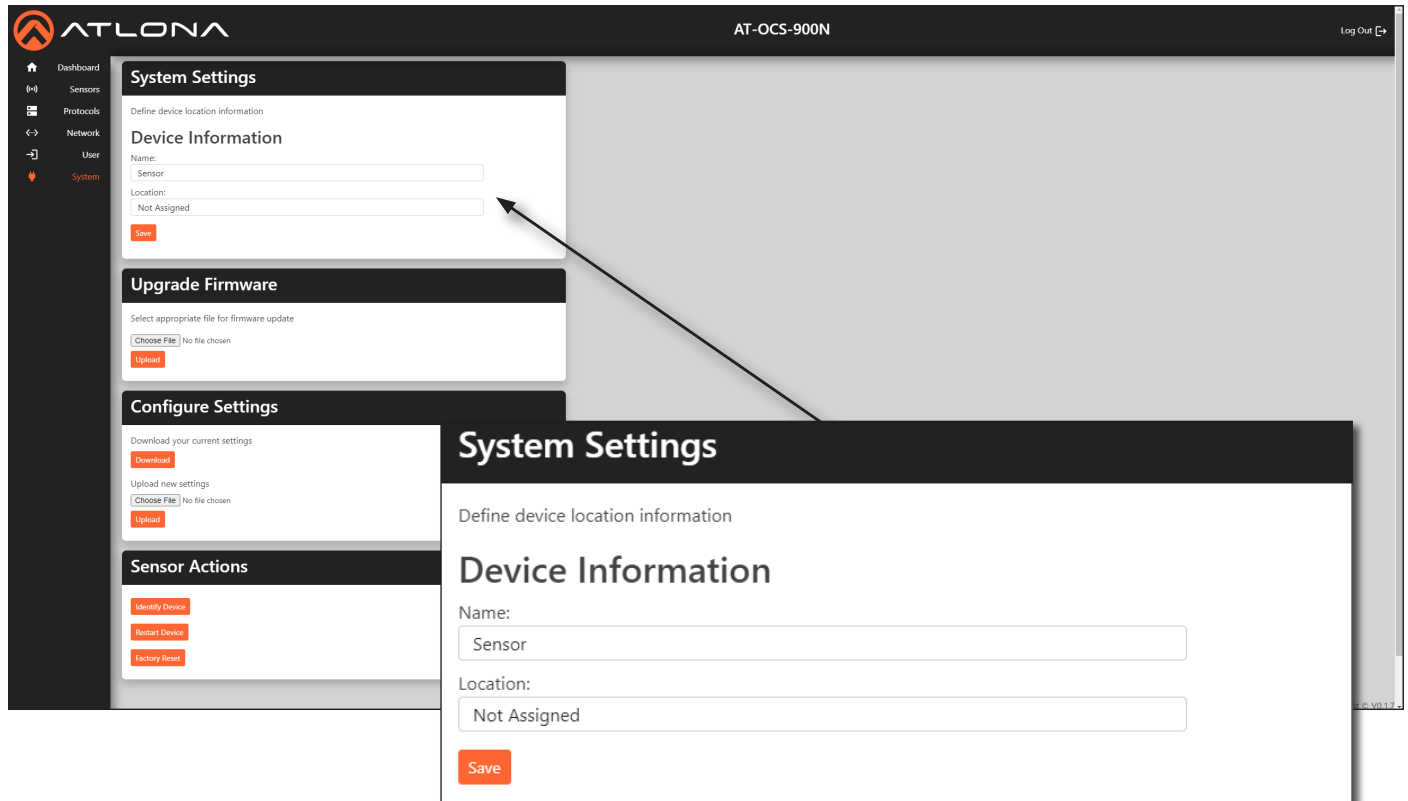 ATLONA
AT-OCS-900N
Log Out
Dashboard
Sensors
Protocols
Network
User
System
System Settings
Define device location information
Device Information
Name:
Sensor
Location:
Not Assigned
Save
Upgrade Firmware
Select appropriate file for firmware update
Choose File No file chosen
Upload
Configure Settings
Download your current settings
Download
Upload new settings
Choose File No file chosen
Upload
Sensor Actions
Identify Device
Restart Device
Factory Reset
System Settings
Define device location information
Device Information
Name:
Sensor
Location:
Not Assigned
Save
© V0.1.7